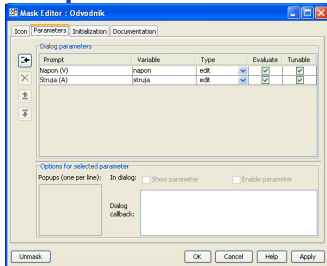 Mask Editor : Odvodnik
Icon Parameters Initialization Documentation
Dialog parameters
Prompt Variable Type Evaluate Tunable
Napon (V) napon edit
Struja (A) struja edit
Options for selected parameter
Popups (one per line): In dialog: Show parameter Enable parameter
Dialog
callback:
Unmask OK Cancel Help Apply